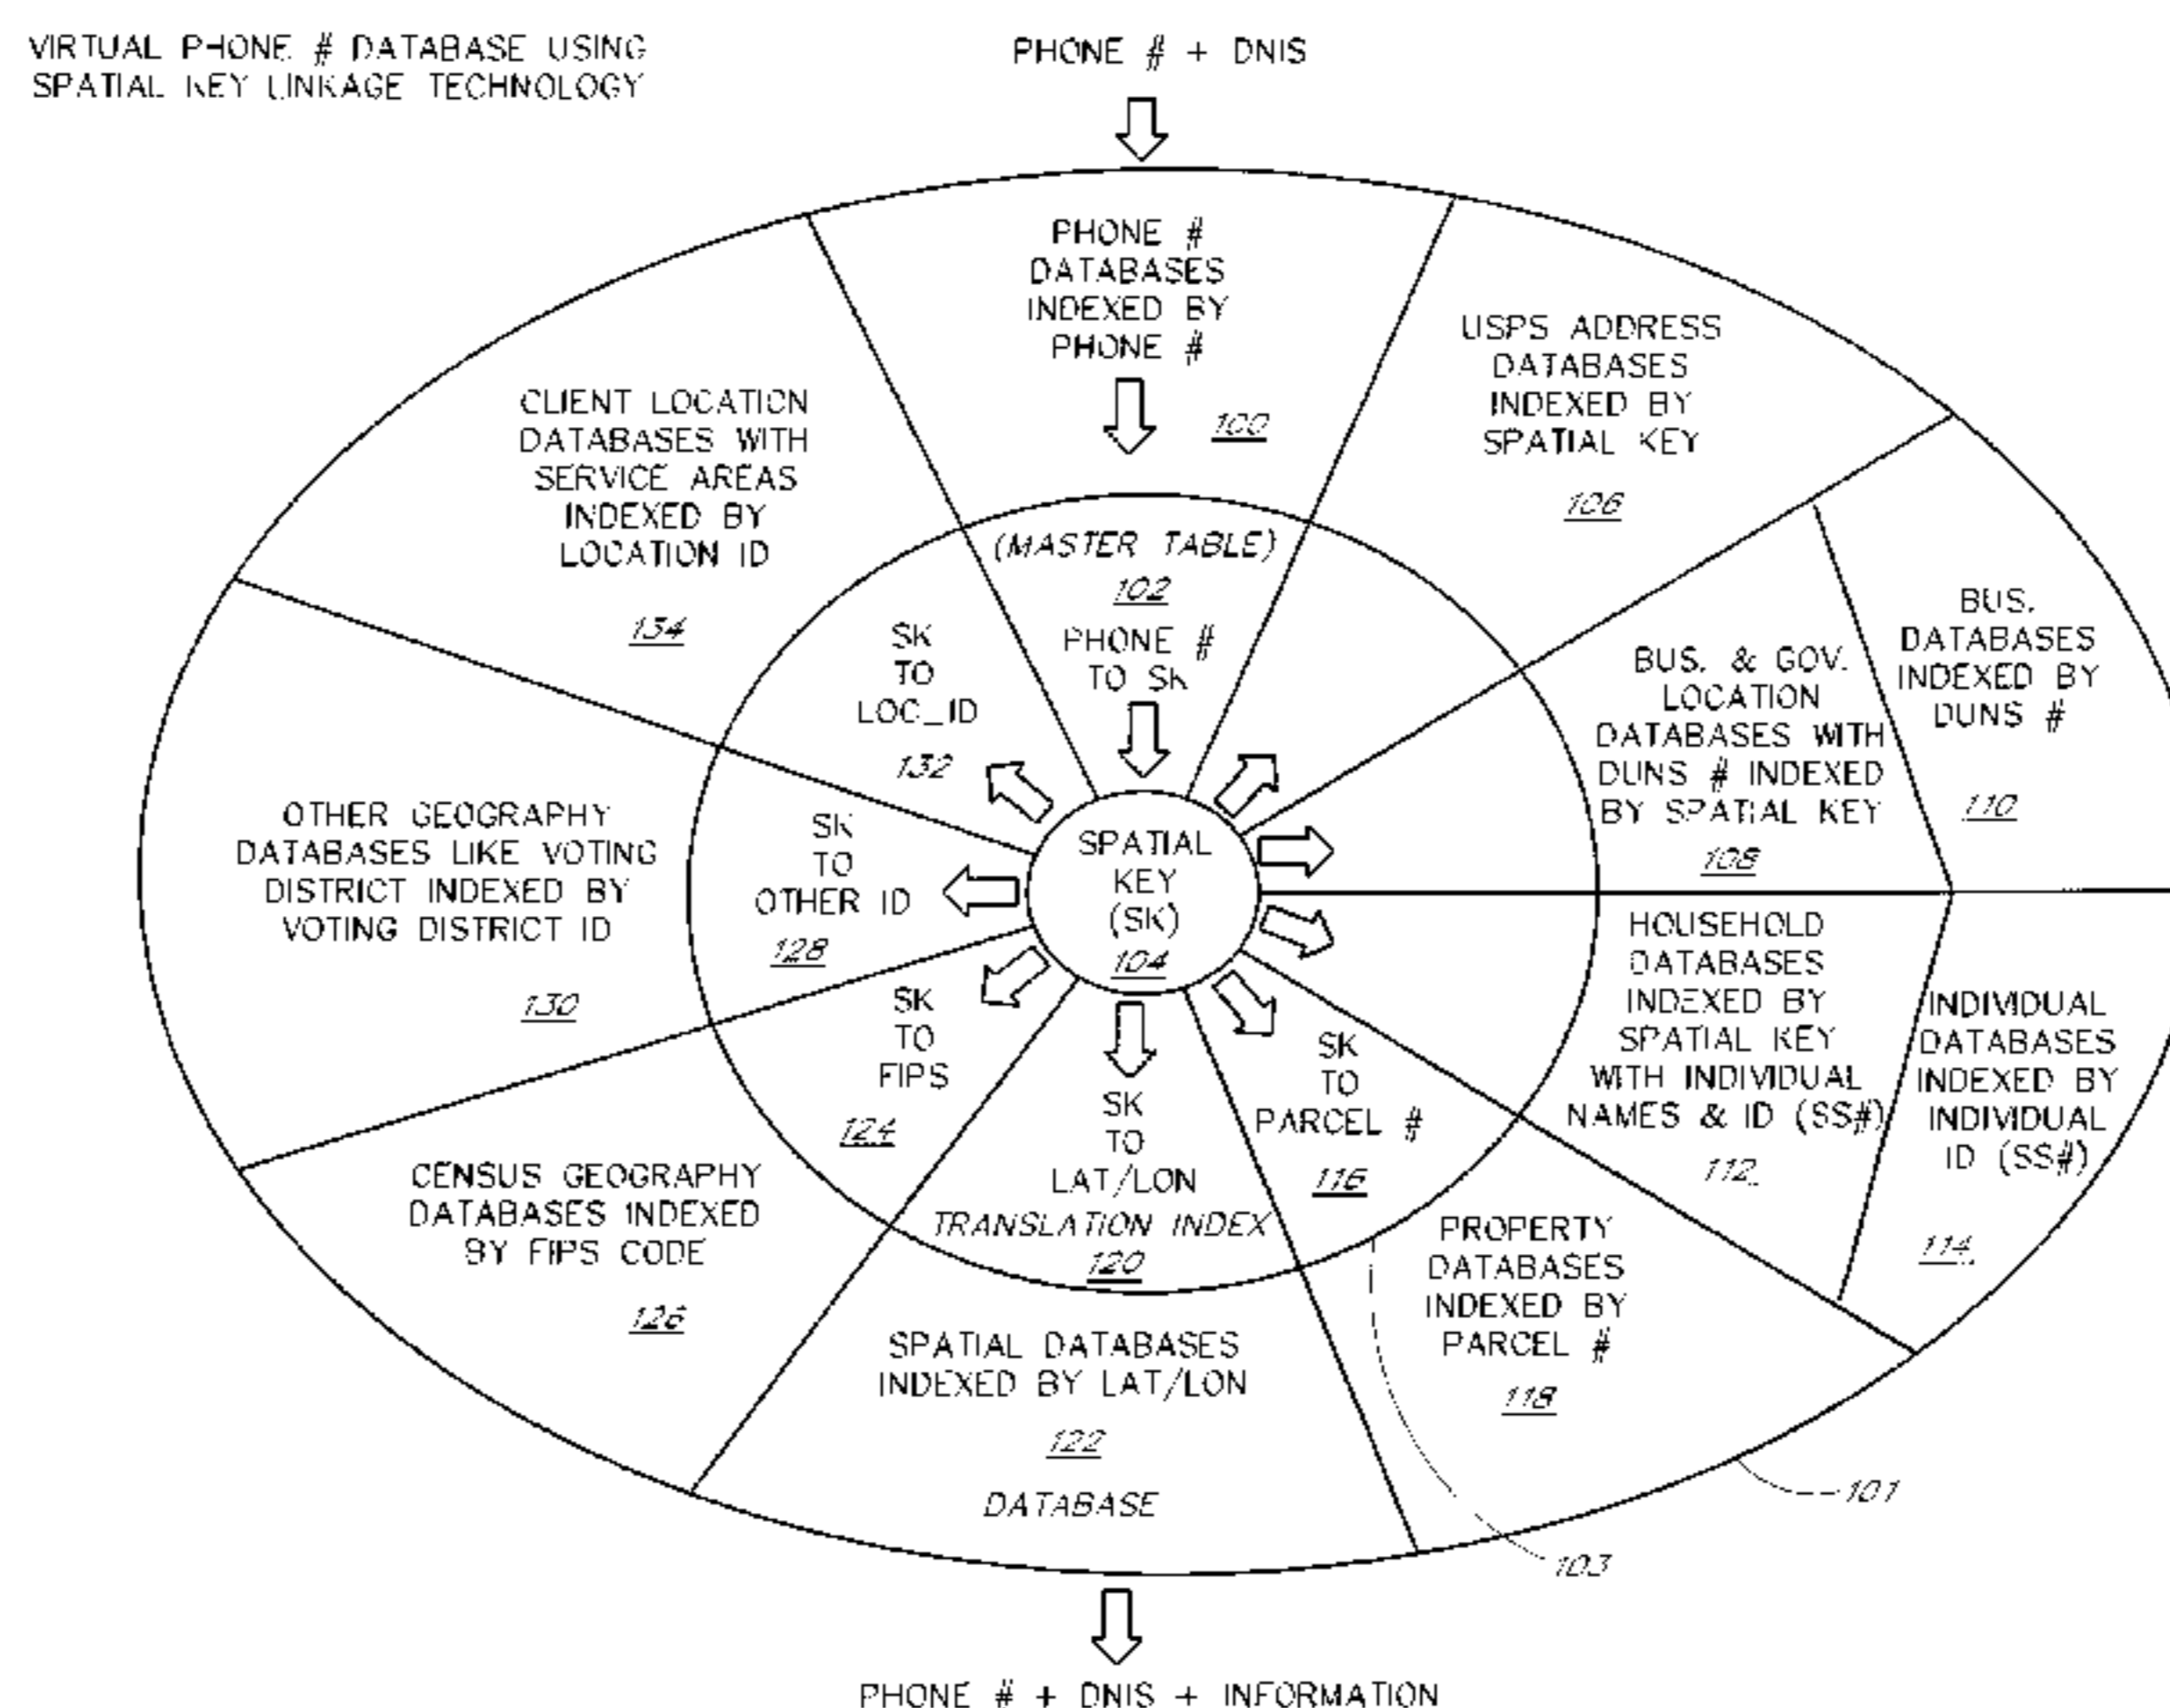 VIRTUAL PHONE # DATABASE USING
SPATIAL KEY LINKAGE TECHNOLOGY
PHONE # + DNIS
PHONE #
DATABASES
INDEXED BY
PHONE #
100
USPS ADDRESS
DATABASES
INDEXED BY
SPATIAL KEY
106
CLIENT LOCATION
DATABASES WITH
SERVICE AREAS
INDEXED BY
LOCATION ID
134
(MASTER TABLE)
102
PHONE #
TO SK
SK
TO
LOC_ID
132
BUS. & GOV.
LOCATION
DATABASES WITH
DUNS # INDEXED
BY SPATIAL KEY
108
BUS.
DATABASES
INDEXED BY
DUNS #
110
OTHER GEOGRAPHY
DATABASES LIKE VOTING
DISTRICT INDEXED BY
VOTING DISTRICT ID
130
SK
TO
OTHER ID
128
SPATIAL
KEY
(SK)
104
HOUSEHOLD
DATABASES
INDEXED BY
SPATIAL KEY
WITH INDIVIDUAL
NAMES & ID (SS#)
112
INDIVIDUAL
DATABASES
INDEXED BY
INDIVIDUAL
ID (SS#)
114
SK
TO
FIPS
124
SK
TO
LAT/LON
TRANSLATION INDEX
120
SK
TO
PARCEL #
116
CENSUS GEOGRAPHY
DATABASES INDEXED
BY FIPS CODE
126
PROPERTY
DATABASES
INDEXED BY
PARCEL #
118
SPATIAL DATABASES
INDEXED BY LAT/LON
122
DATABASE
101
103
PHONE # + DNIS + INFORMATION